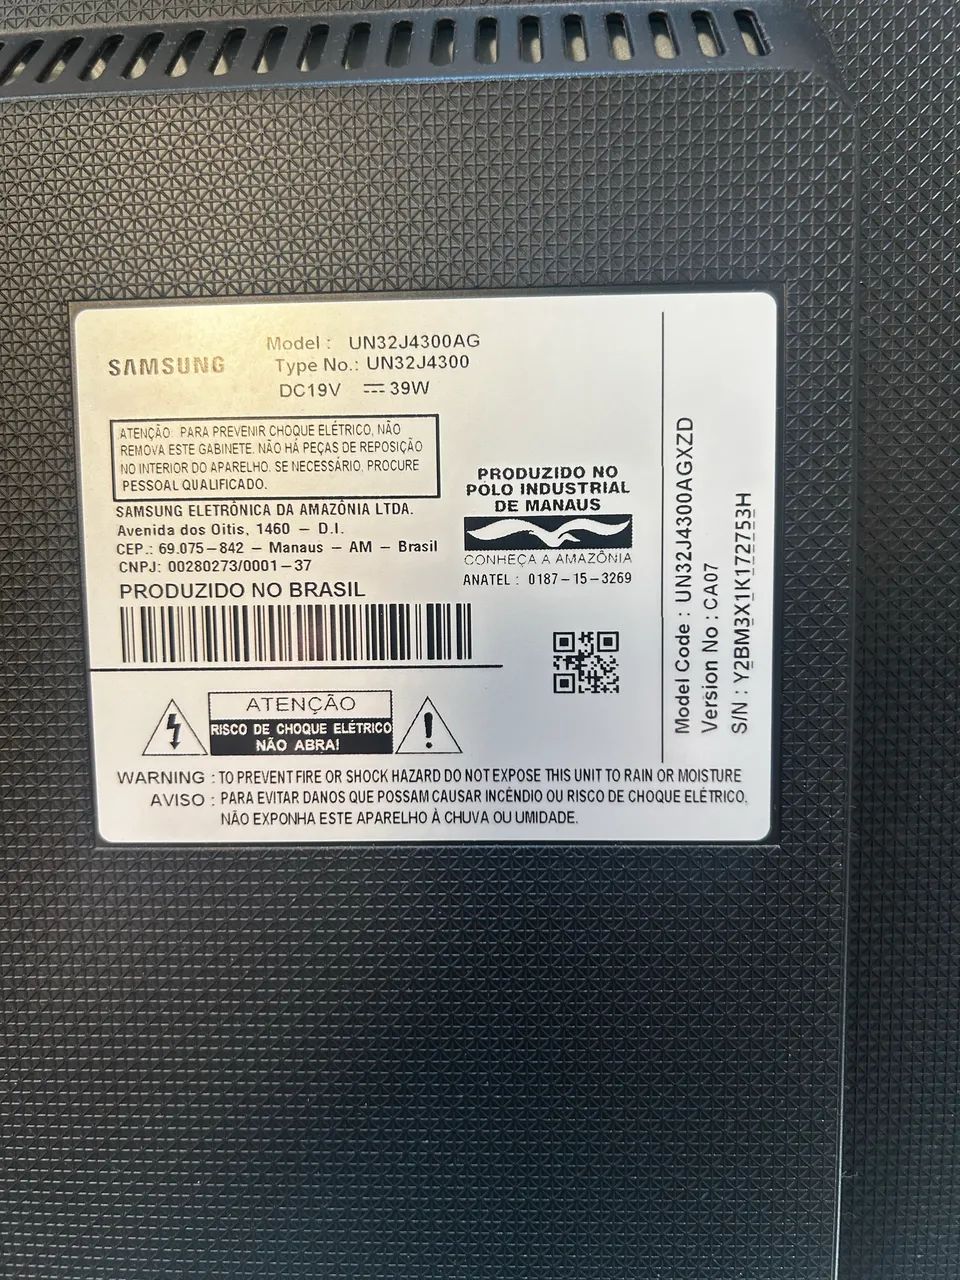 SAMSUNG
Model : UN32J4300AG
Type No.: UN32J4300
DC19V 39W
ATENÇÃO: PARA PREVENIR CHOQUE ELÉTRICO, NÃO
REMOVA ESTE GABINETE. NÃO HÁ PEÇAS DE REPOSIÇÃO
NO INTERIOR DO APARELHO. SE NECESSÁRIO, PROCURE
PESSOAL QUALIFICADO.
SAMSUNG ELETRÔNICA DA AMAZÔNIA LTDA.
Avenida dos Oitis, 1460 – D.I.
CEP.: 69.075–842 – Manaus – AM – Brasil
CNPJ: 00280273/0001–37
PRODUZIDO NO BRASIL
PRODUZIDO NO
PÓLO INDUSTRIAL
DE MANAUS
CONHEÇA A AMAZÔNIA
ANATEL : 0187–15–3269
ATENÇÃO
RISCO DE CHOQUE ELÉTRICO
NÃO ABRA!
WARNING : TO PREVENT FIRE OR SHOCK HAZARD DO NOT EXPOSE THIS UNIT TO RAIN OR MOISTURE
AVISO : PARA EVITAR DANOS QUE POSSAM CAUSAR INCÊNDIO OU RISCO DE CHOQUE ELÉTRICO,
NÃO EXPONHA ESTE APARELHO À CHUVA OU UMIDADE.
Model Code : UN32J4300AGXZD
Version No : CA07
S/N : Y2BM3X1K172753H